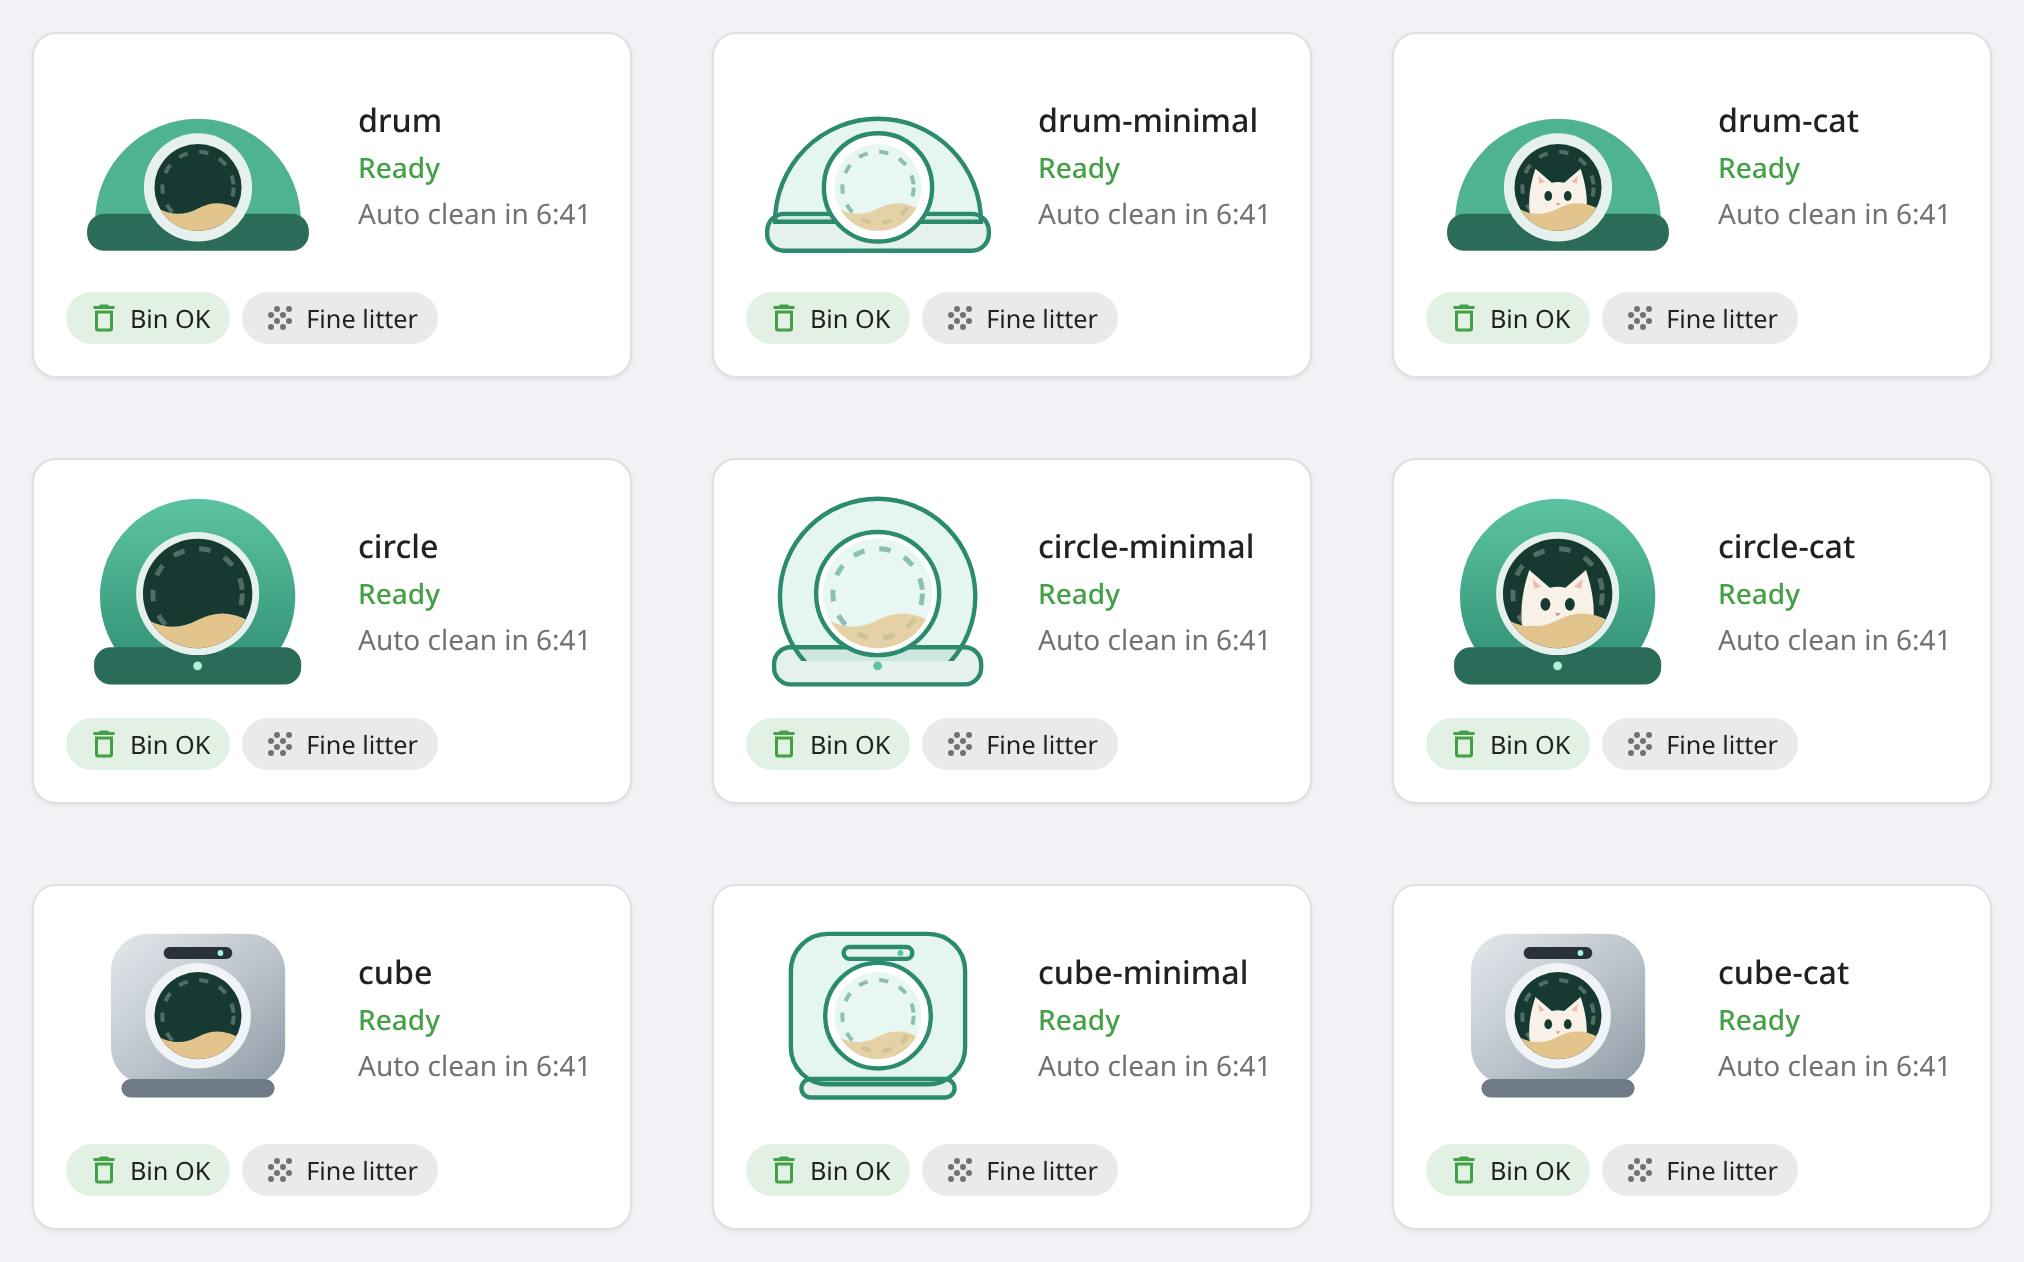 drum
Ready
Auto clean in 6:41
Bin OK
Fine litter
drum-minimal
Ready
Auto clean in 6:41
Bin OK
Fine litter
drum-cat
Ready
Auto clean in 6:41
Bin OK
Fine litter
circle
Ready
Auto clean in 6:41
Bin OK
Fine litter
circle-minimal
Ready
Auto clean in 6:41
Bin OK
Fine litter
circle-cat
Ready
Auto clean in 6:41
Bin OK
Fine litter
cube
Ready
Auto clean in 6:41
Bin OK
Fine litter
cube-minimal
Ready
Auto clean in 6:41
Bin OK
Fine litter
cube-cat
Ready
Auto clean in 6:41
Bin OK
Fine litter